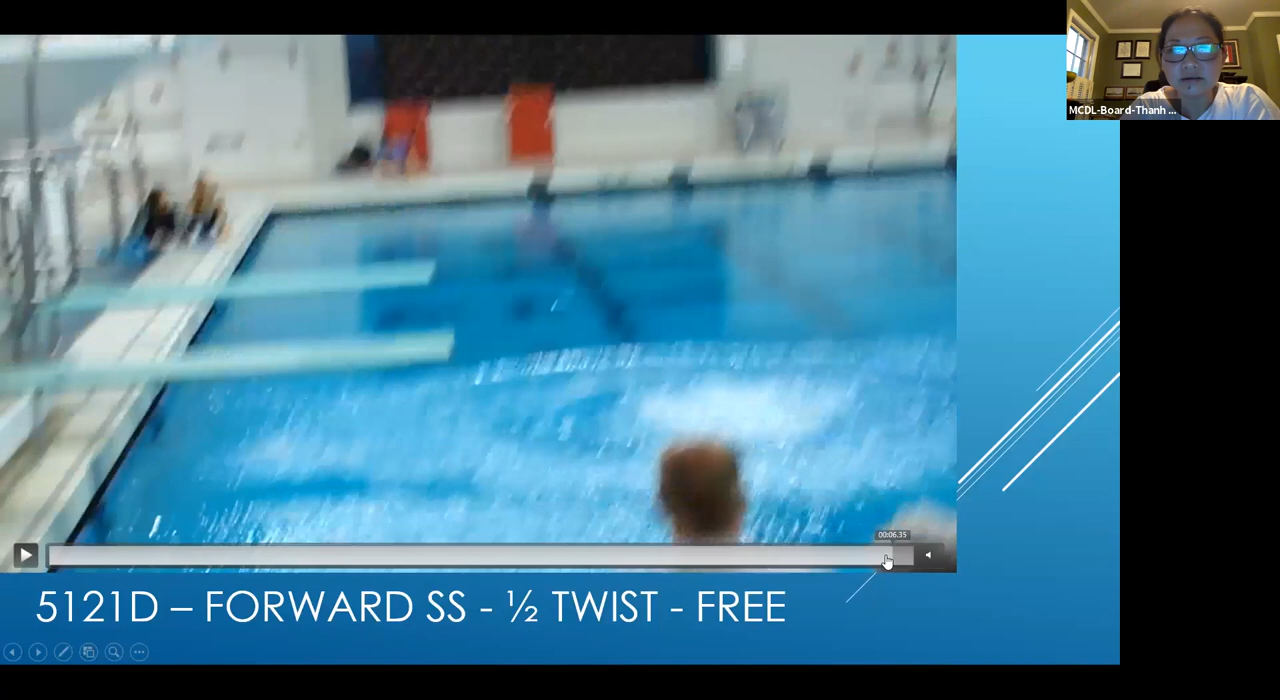 MCDL-Board-Thanh ...
00:06.35
5121D – FORWARD SS - ½ TWIST - FREE